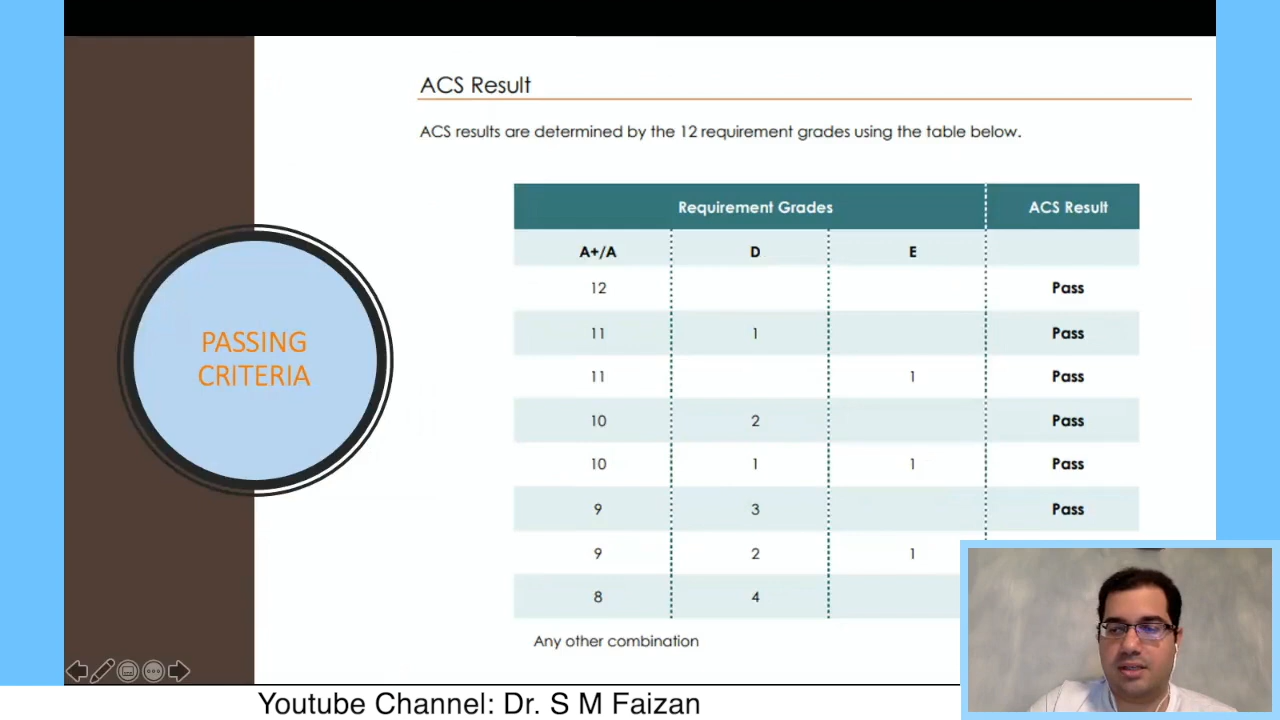 ACS Result
ACS results are determined by the 12 requirement grades using the table below.
Requirement Grades ACS Result
A+/A D E
12 Pass
11 1 Pass
11 1 Pass
10 2 Pass
10 1 1 Pass
9 3 Pass
9 2 1
8 4
Any other combination
PASSING
CRITERIA
Youtube Channel: Dr. S M Faizan